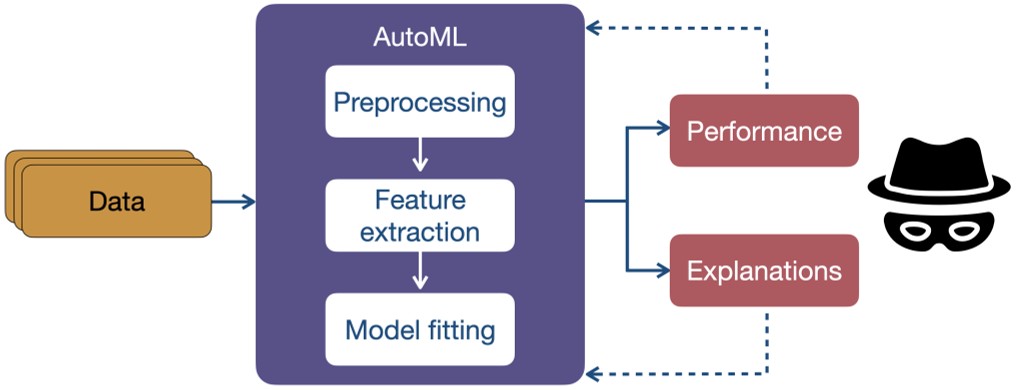 AutoML
Preprocessing
Data
Feature
extraction
Model fitting
Performance
Explanations